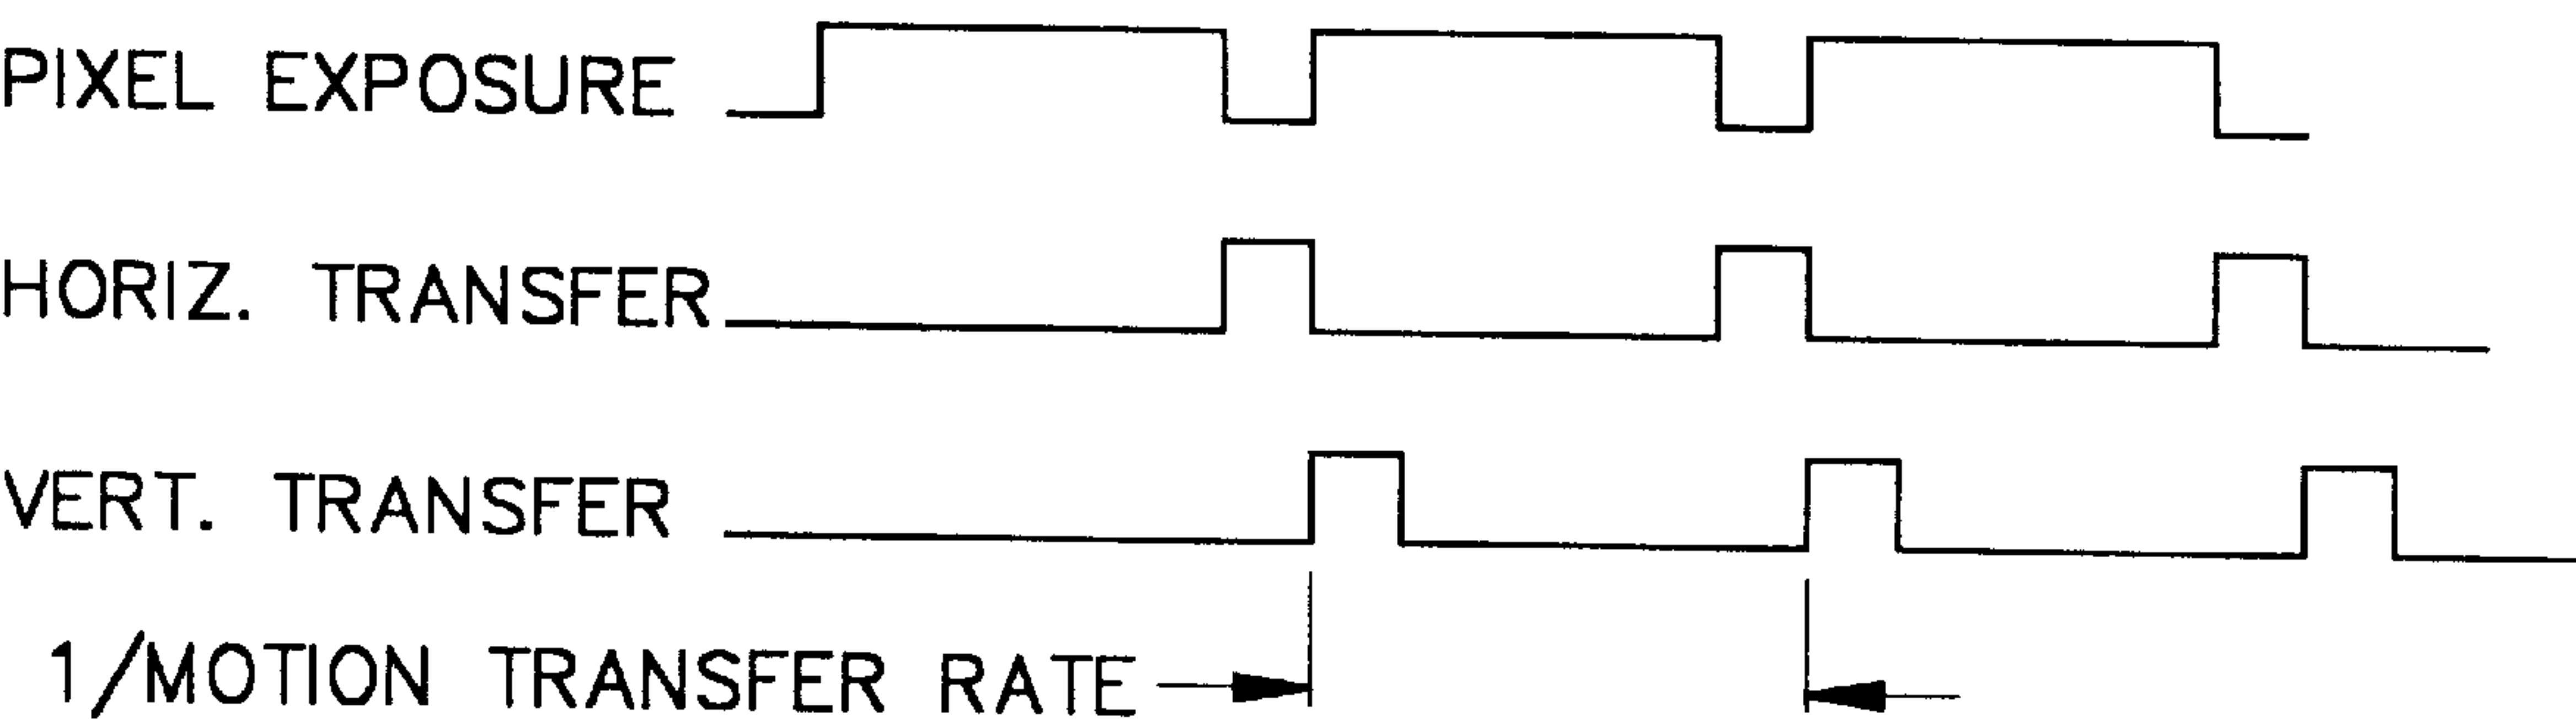 PIXEL EXPOSURE
HORIZ. TRANSFER
VERT. TRANSFER
1/MOTION TRANSFER RATE